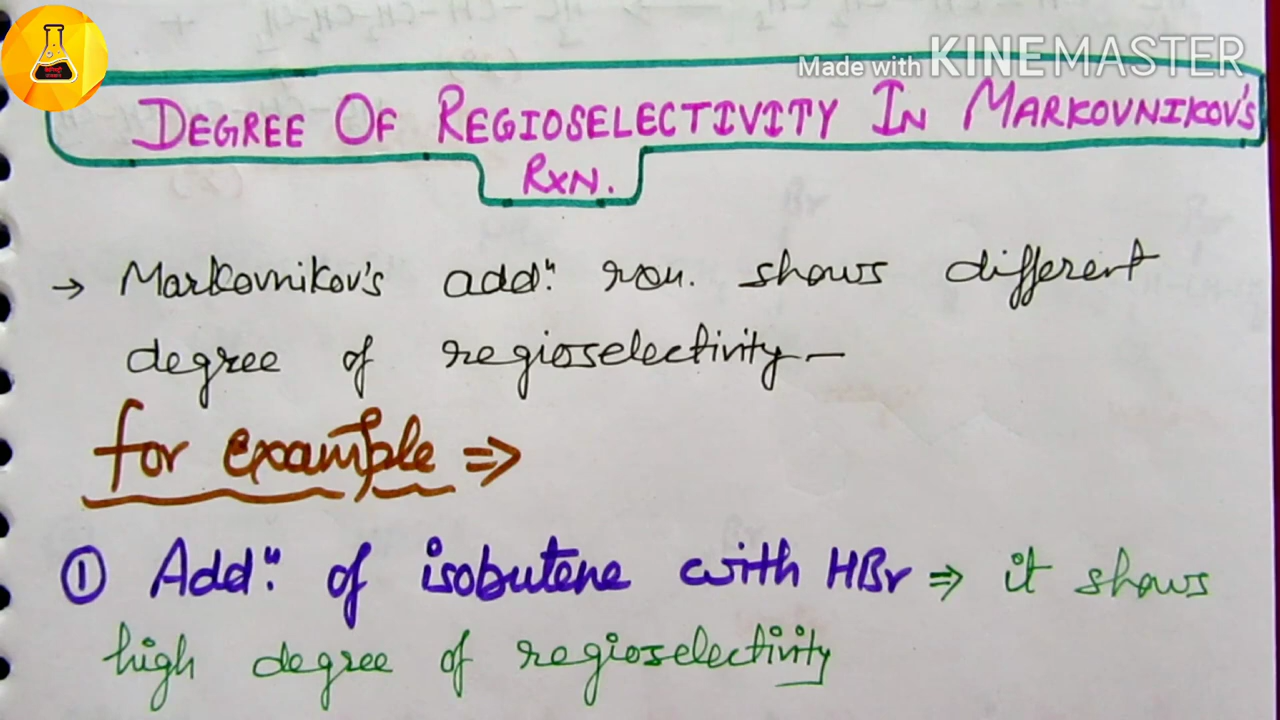 Made with KINEMASTER
DEGREE OF REGIOSELECTIVITY IN MARKOVNIKOV'S
RXN.
→ Markovnikov's addn. rxn. shows different
degree of regioselectivity –
for example ⇒
① Addn. of isobutene with HBr ⇒ it shows
high degree of regioselectivity